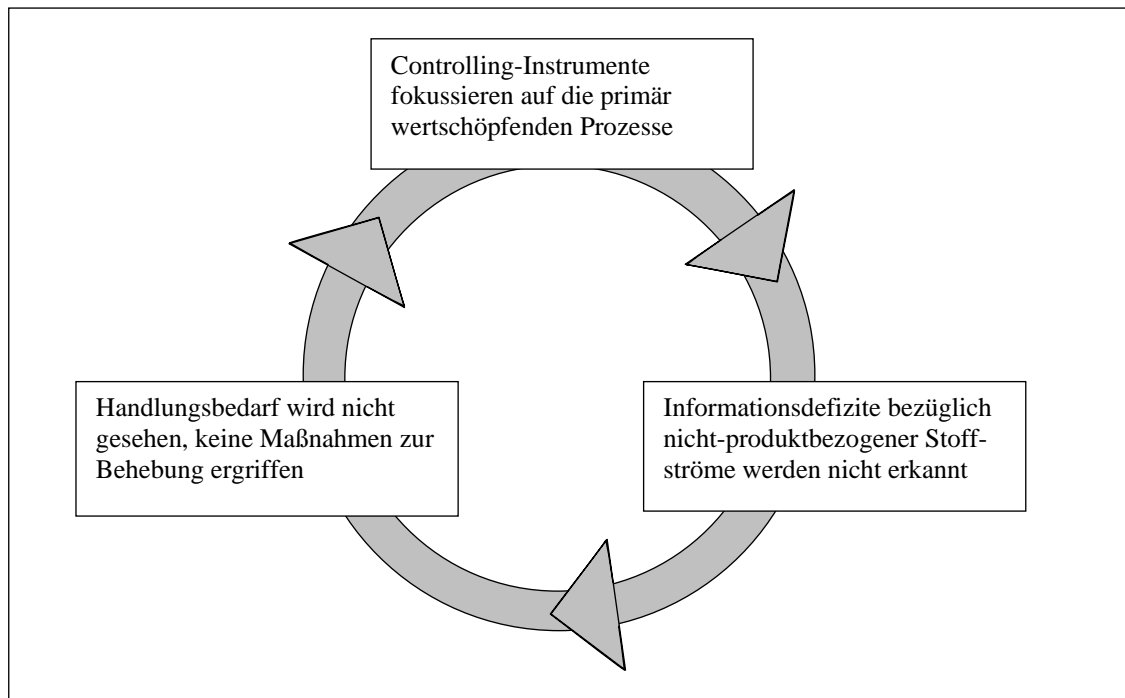 Controlling-Instrumente
fokussieren auf die primär
wertschöpfenden Prozesse
Handlungsbedarf wird nicht
gesehen, keine Maßnahmen zur
Behebung ergriffen
Informationsdefizite bezüglich
nicht-produktbezogener Stoff-
ströme werden nicht erkannt